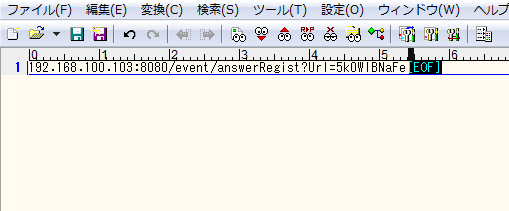 ファイル(F) 編集(E) 変換(C) 検索(S) ツール(T) 設定(O) ウィンドウ(W) ヘルプ
0 1 2 3 4 5 6
1 192.168.100.103:8080/event/answerRegist?Url=5kOWIBNaFe[EOF]